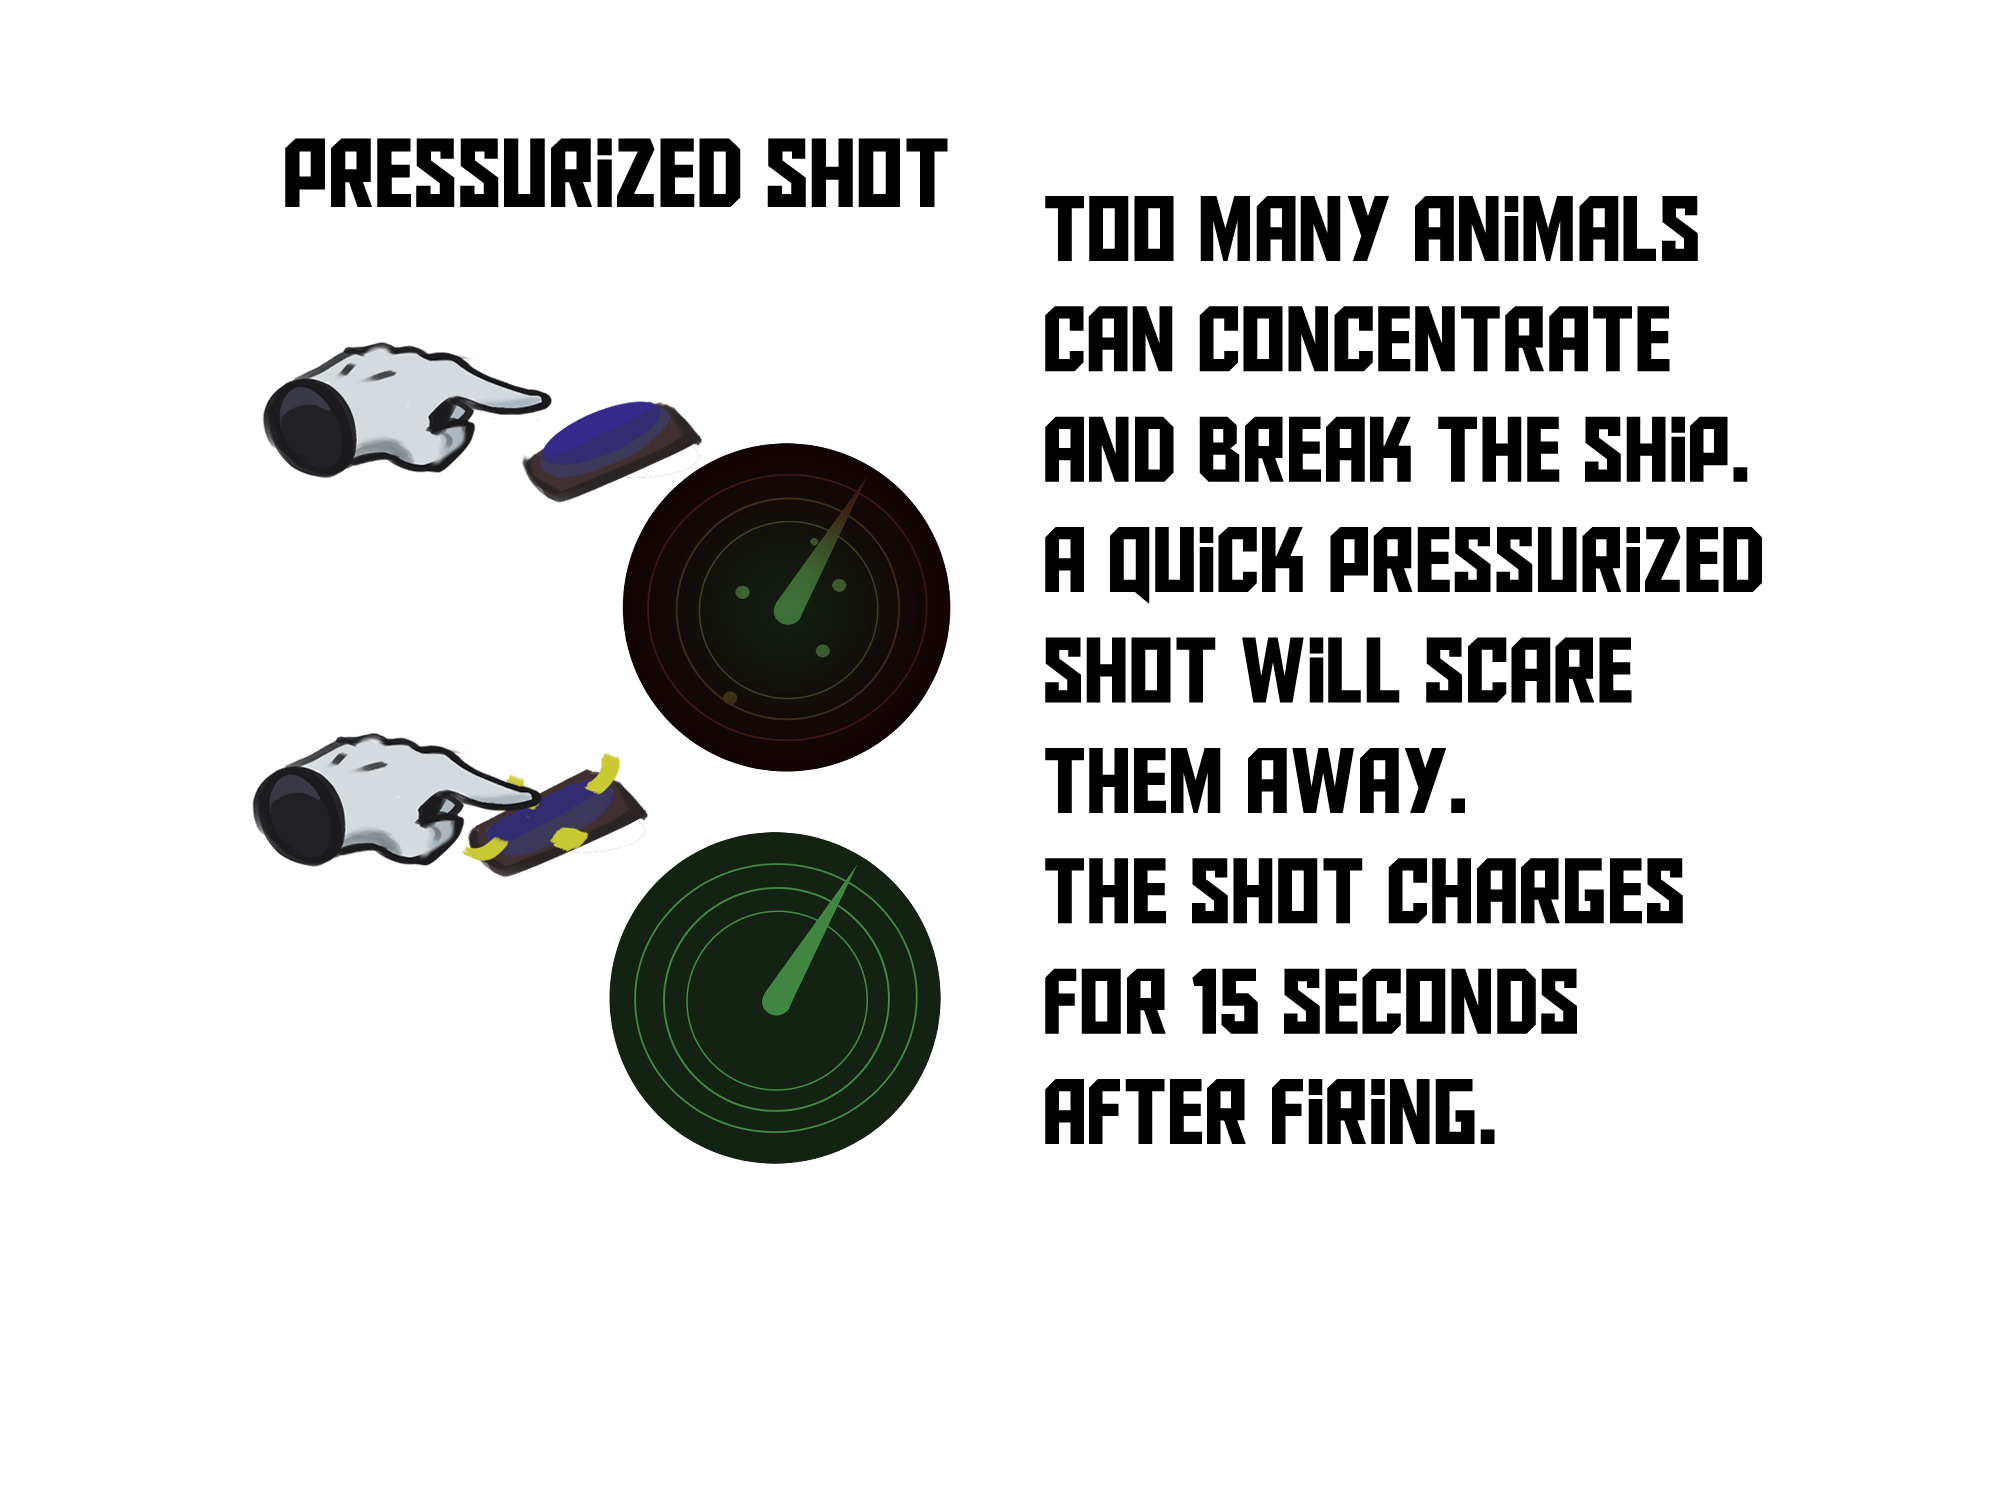 PRESSURiZED SHOT
TOO MANY ANiMALS
CAN CONCENTRATE
AND BREAK THE SHiP.
A QUiCK PRESSURiZED
SHOT WiLL SCARE
THEM AWAY.
THE SHOT CHARGES
FOR 15 SECONDS
AFTER FiRiNG.